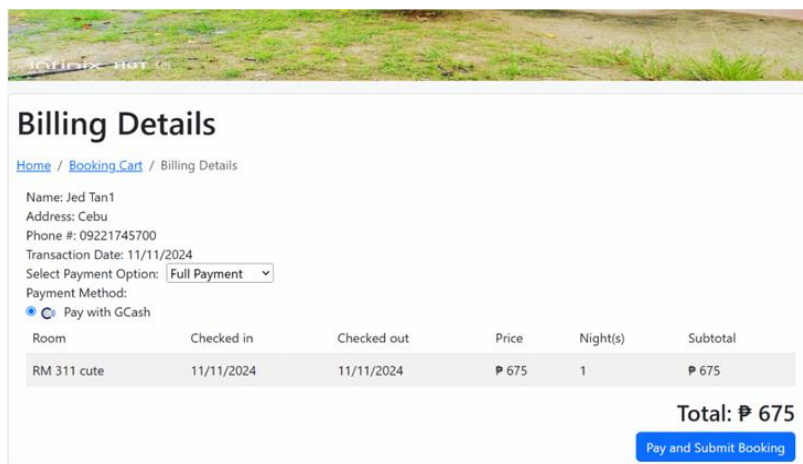 Infinix HOT
Billing Details
Home / Booking Cart / Billing Details
Name: Jed Tan1
Address: Cebu
Phone #: 09221745700
Transaction Date: 11/11/2024
Select Payment Option: Full Payment
Payment Method:
Pay with GCash
Room Checked in Checked out Price Night(s) Subtotal
RM 311 cute 11/11/2024 11/11/2024 ₱ 675 1 ₱ 675
Total: ₱ 675
Pay and Submit Booking